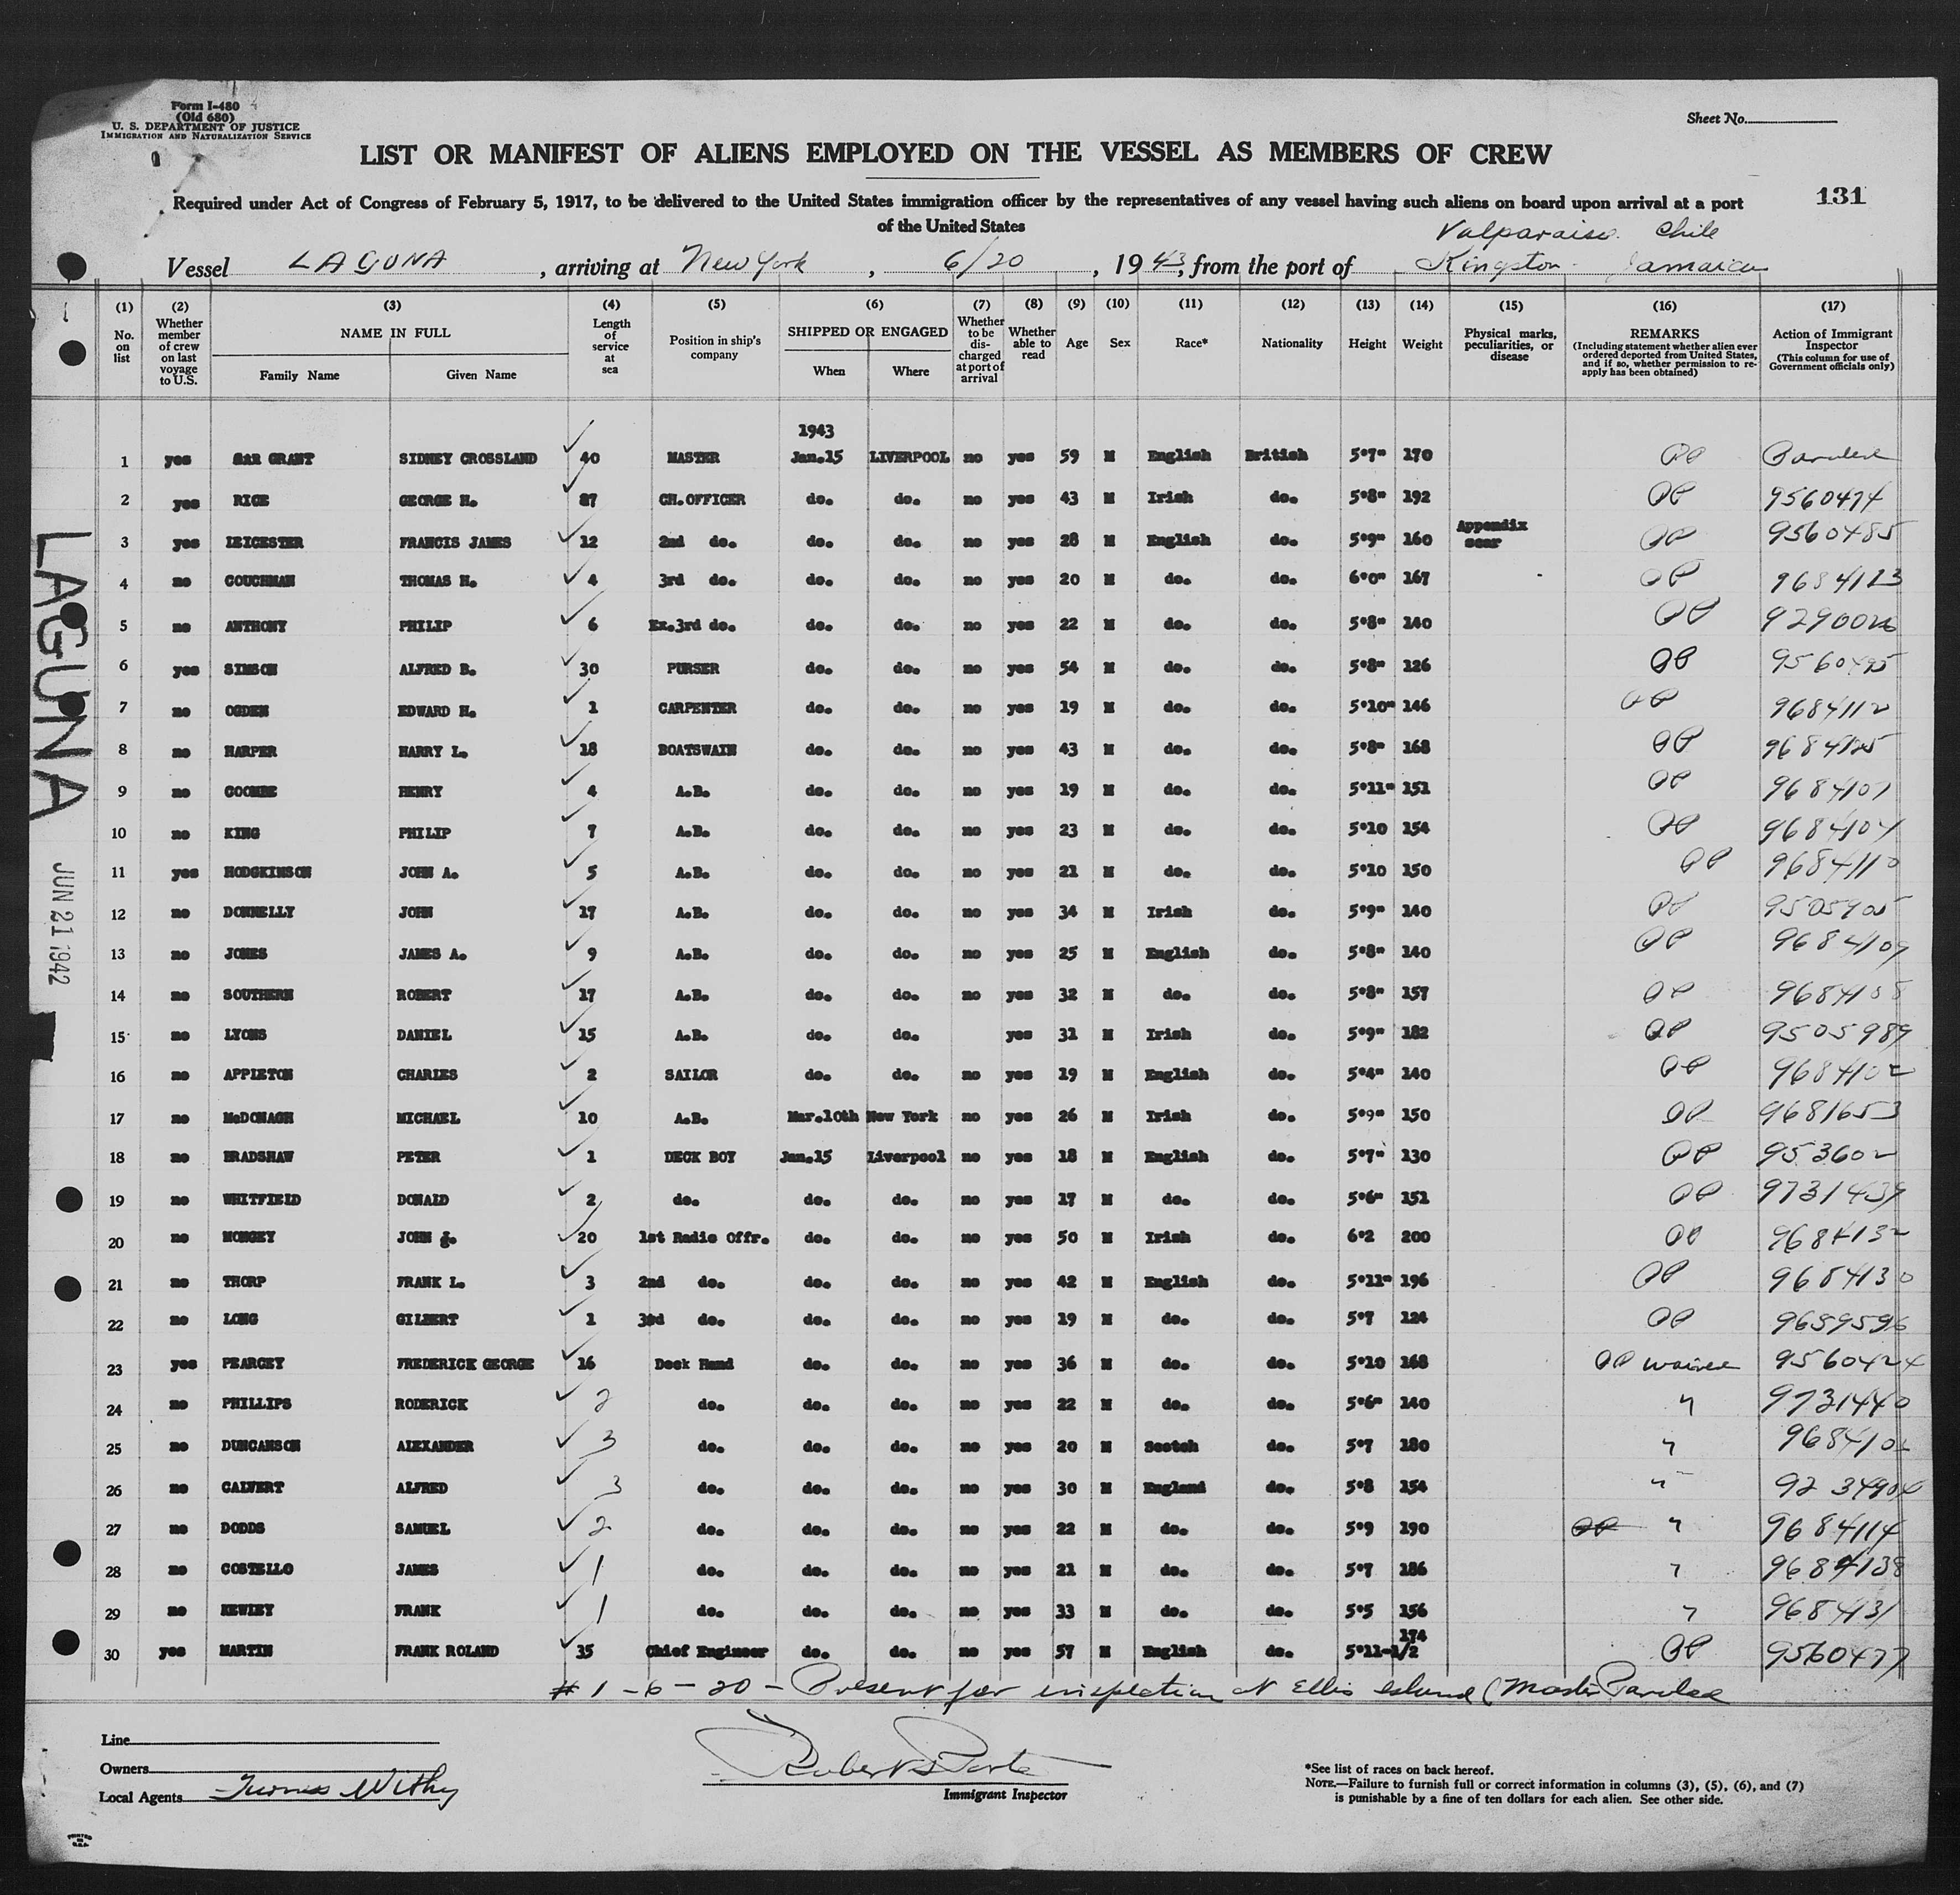 Form I-480
(Old 680)
U. S. DEPARTMENT OF JUSTICE
IMMIGRATION AND NATURALIZATION SERVICE
Sheet No.
LIST OR MANIFEST OF ALIENS EMPLOYED ON THE VESSEL AS MEMBERS OF CREW
131
Required under Act of Congress of February 5, 1917, to be delivered to the United States immigration officer by the representatives of any vessel having such aliens on board upon arrival at a port
of the United States
Valparaiso Chile
Vessel LAGUNA, arriving at New York, 6/20, 1943, from the port of Kingston Jamaica
(1) (2) (3) (4) (5) (6) (7) (8) (9) (10) (11) (12) (13) (14) (15) (16) (17)
No. on list
Whether member of crew on last voyage to U.S.
NAME IN FULL
Family Name
Given Name
Length of service at sea
Position in ship's company
SHIPPED OR ENGAGED
When
Where
Whether to be discharged at port of arrival
Whether able to read
Age
Sex
Race*
Nationality
Height
Weight
Physical marks, peculiarities, or disease
REMARKS
(Including statement whether alien ever ordered deported from United States, and if so, whether permission to re-apply has been obtained)
Action of Immigrant Inspector
(This column for use of Government officials only)
1943
1 yes GRANT SIDNEY CROSSLAND 40 MASTER Jan.15 LIVERPOOL no yes 59 M English British 5'7" 170
2 yes RICE GEORGE H. 27 CH.OFFICER do. do. no yes 43 M Irish do. 5'8" 192 9560474
3 yes LEICESTER FRANCIS JAMES 12 2nd do. do. do. no yes 28 M English do. 5'9" 160 Appendix scar 9560485
4 no COUCHMAN THOMAS H. 4 3rd do. do. do. no yes 20 M do. do. 6'0" 167 9684123
5 no ANTHONY PHILIP 6 Ex.3rd do. do. do. no yes 22 M do. do. 5'8" 140
6 yes SIMSON ALFRED B. 30 PURSER do. do. no yes 54 M do. do. 5'8" 126 9560495
7 no OGDEN EDWARD H. 1 CARPENTER do. do. no yes 19 M do. do. 5'10" 146 9684112
8 no HARPER HARRY L. 18 BOATSWAIN do. do. no yes 43 M do. do. 5'8" 168 9684125
9 no COOMBE HENRY 4 A.B. do. do. no yes 19 M do. do. 5'11" 151 9684107
10 no KING PHILIP 7 A.B. do. do. no yes 23 M do. do. 5'10 154 9684104
11 yes HODGKINSON JOHN A. 5 A.B. do. do. no yes 21 M do. do. 5'10 150 9684110
12 no DONNELLY JOHN 17 A.B. do. do. no yes 34 M Irish do. 5'9" 140 9505905
13 no JONES JAMES A. 9 A.B. do. do. no yes 25 M English do. 5'8" 140 9684109
14 no SOUTHERN ROBERT 17 A.B. do. do. no yes 32 M do. do. 5'8" 157 9684108
15 no LYONS DANIEL 15 A.B. do. do. yes 31 M Irish do. 5'9" 182 9505989
16 no APPLETON CHARLES 2 SAILOR do. do. no yes 19 M English do. 5'4" 140 9684102
17 no McDONAGH MICHAEL 10 A.B. Mar.10th New York no yes 26 M Irish do. 5'9" 150 9681653
18 no BRADSHAW PETER 1 DECK BOY Jan.15 Liverpool no yes 18 M English do. 5'7" 130 953602
19 no WHITFIELD DONALD 2 do. do. do. no yes 17 M do. do. 5'6" 151 9731439
20 no MONGEY JOHN J. 20 1st Radio Offr. do. do. no yes 50 M Irish do. 6'2 200 9684132
21 no THORP FRANK L. 3 2nd do. do. do. no yes 42 M English do. 5'11" 196 9684130
22 no LONG GILBERT 1 3rd do. do. do. no yes 19 M do. do. 5'7 124 9659596
23 yes PEARCEY FREDERICK GEORGE 16 Deck Hand do. do. no yes 36 M do. do. 5'10 168 waived 9560424
24 no PHILLIPS RODERICK 2 do. do. do. no yes 22 M do. do. 5'6" 140 " 9731440
25 no DUNCANSON ALEXANDER 3 do. do. do. no yes 20 M Scotch do. 5'7 180 "
26 no CALVERT ALFRED 3 do. do. do. no yes 30 M England do. 5'8 154 " 9234904
27 no DODDS SAMUEL 2 do. do. do. no yes 22 M do. do. 5'9 190 " 9684114
28 no COSTELLO JAMES 1 do. do. do. no yes 21 M do. do. 5'7 186 " 9684138
29 no KEWLEY FRANK 1 do. do. do. no yes 33 M do. do. 5'5 156 " 9684131
30 yes MARTIN FRANK ROLAND 35 Chief Engineer do. do. no yes 57 M English do. 5'11-1/2 174 9560477
# 1 - 6-20 - Present for inspection at Ellis Island (Master Paroled
Line
Owners
Local Agents Furness Withy
Immigrant Inspector
*See list of races on back hereof.
NOTE.—Failure to furnish full or correct information in columns (3), (5), (6), and (7)
is punishable by a fine of ten dollars for each alien. See other side.
LAGUNA
JUN 21 1942
PRINTED IN U.S.A.